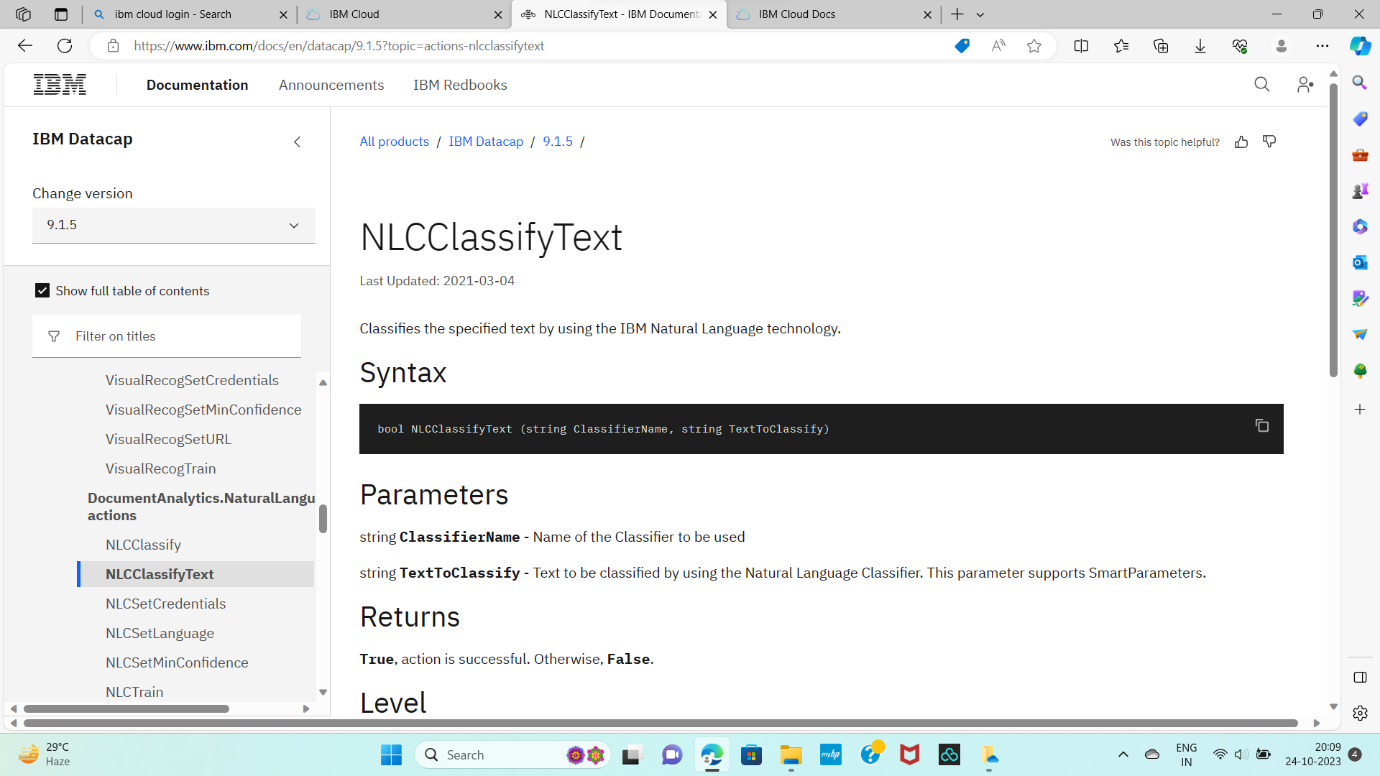 ibm cloud login - Search
IBM Cloud
NLCClassifyText - IBM Documenta
IBM Cloud Docs
https://www.ibm.com/docs/en/datacap/9.1.5?topic=actions-nlcclassifytext
IBM
Documentation
Announcements
IBM Redbooks
IBM Datacap
Change version
9.1.5
Show full table of contents
Filter on titles
VisualRecogSetCredentials
VisualRecogSetMinConfidence
VisualRecogSetURL
VisualRecogTrain
DocumentAnalytics.NaturalLangu
actions
NLCClassify
NLCClassifyText
NLCSetCredentials
NLCSetLanguage
NLCSetMinConfidence
NLCTrain
All products / IBM Datacap / 9.1.5 /
Was this topic helpful?
NLCClassifyText
Last Updated: 2021-03-04
Classifies the specified text by using the IBM Natural Language technology.
Syntax
bool NLCClassifyText (string ClassifierName, string TextToClassify)
Parameters
string ClassifierName - Name of the Classifier to be used
string TextToClassify - Text to be classified by using the Natural Language Classifier. This parameter supports SmartParameters.
Returns
True, action is successful. Otherwise, False.
Level
29°C
Haze
Search
myhp
ENG
IN
20:09
24-10-2023
4